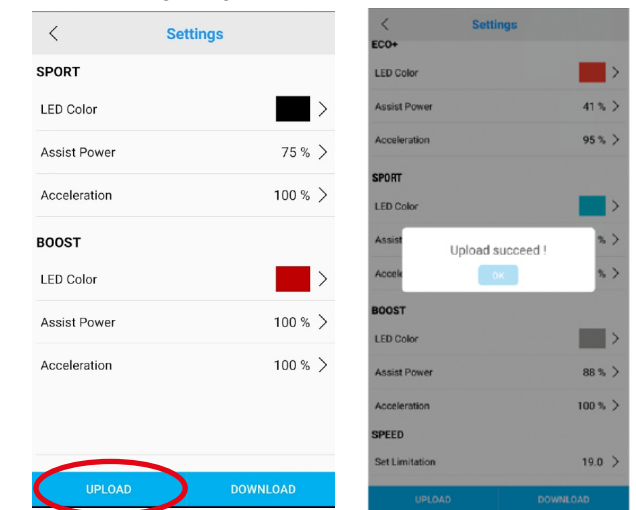 Settings
SPORT
LED Color
Assist Power 75 %
Acceleration 100 %
BOOST
LED Color
Assist Power 100 %
Acceleration 100 %
UPLOAD DOWNLOAD
Settings
ECO+
LED Color
Assist Power 41 %
Acceleration 95 %
SPORT
LED Color
Assist %
Upload succeed !
Accele %
OK
BOOST
LED Color
Assist Power 88 %
Acceleration 100 %
SPEED
Set Limitation 19.0
UPLOAD DOWNLOAD